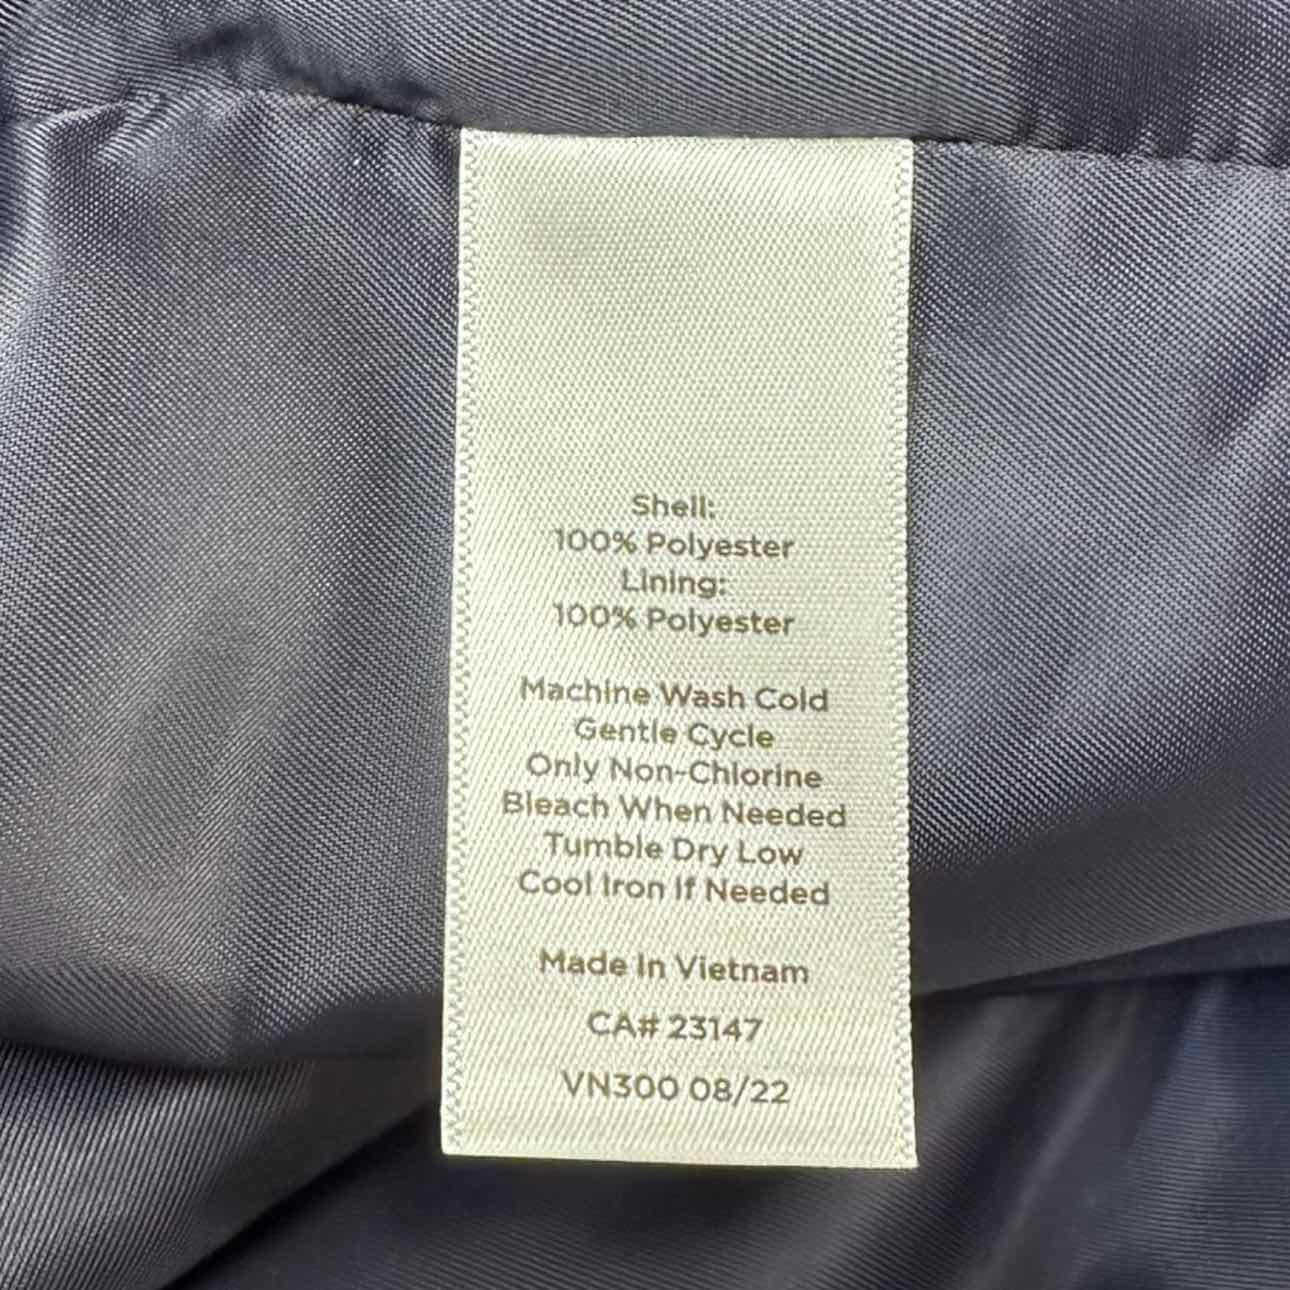 Shell:
100% Polyester
Lining:
100% Polyester
Machine Wash Cold
Gentle Cycle
Only Non-Chlorine
Bleach When Needed
Tumble Dry Low
Cool Iron If Needed
Made In Vietnam
CA# 23147
VN300 08/22